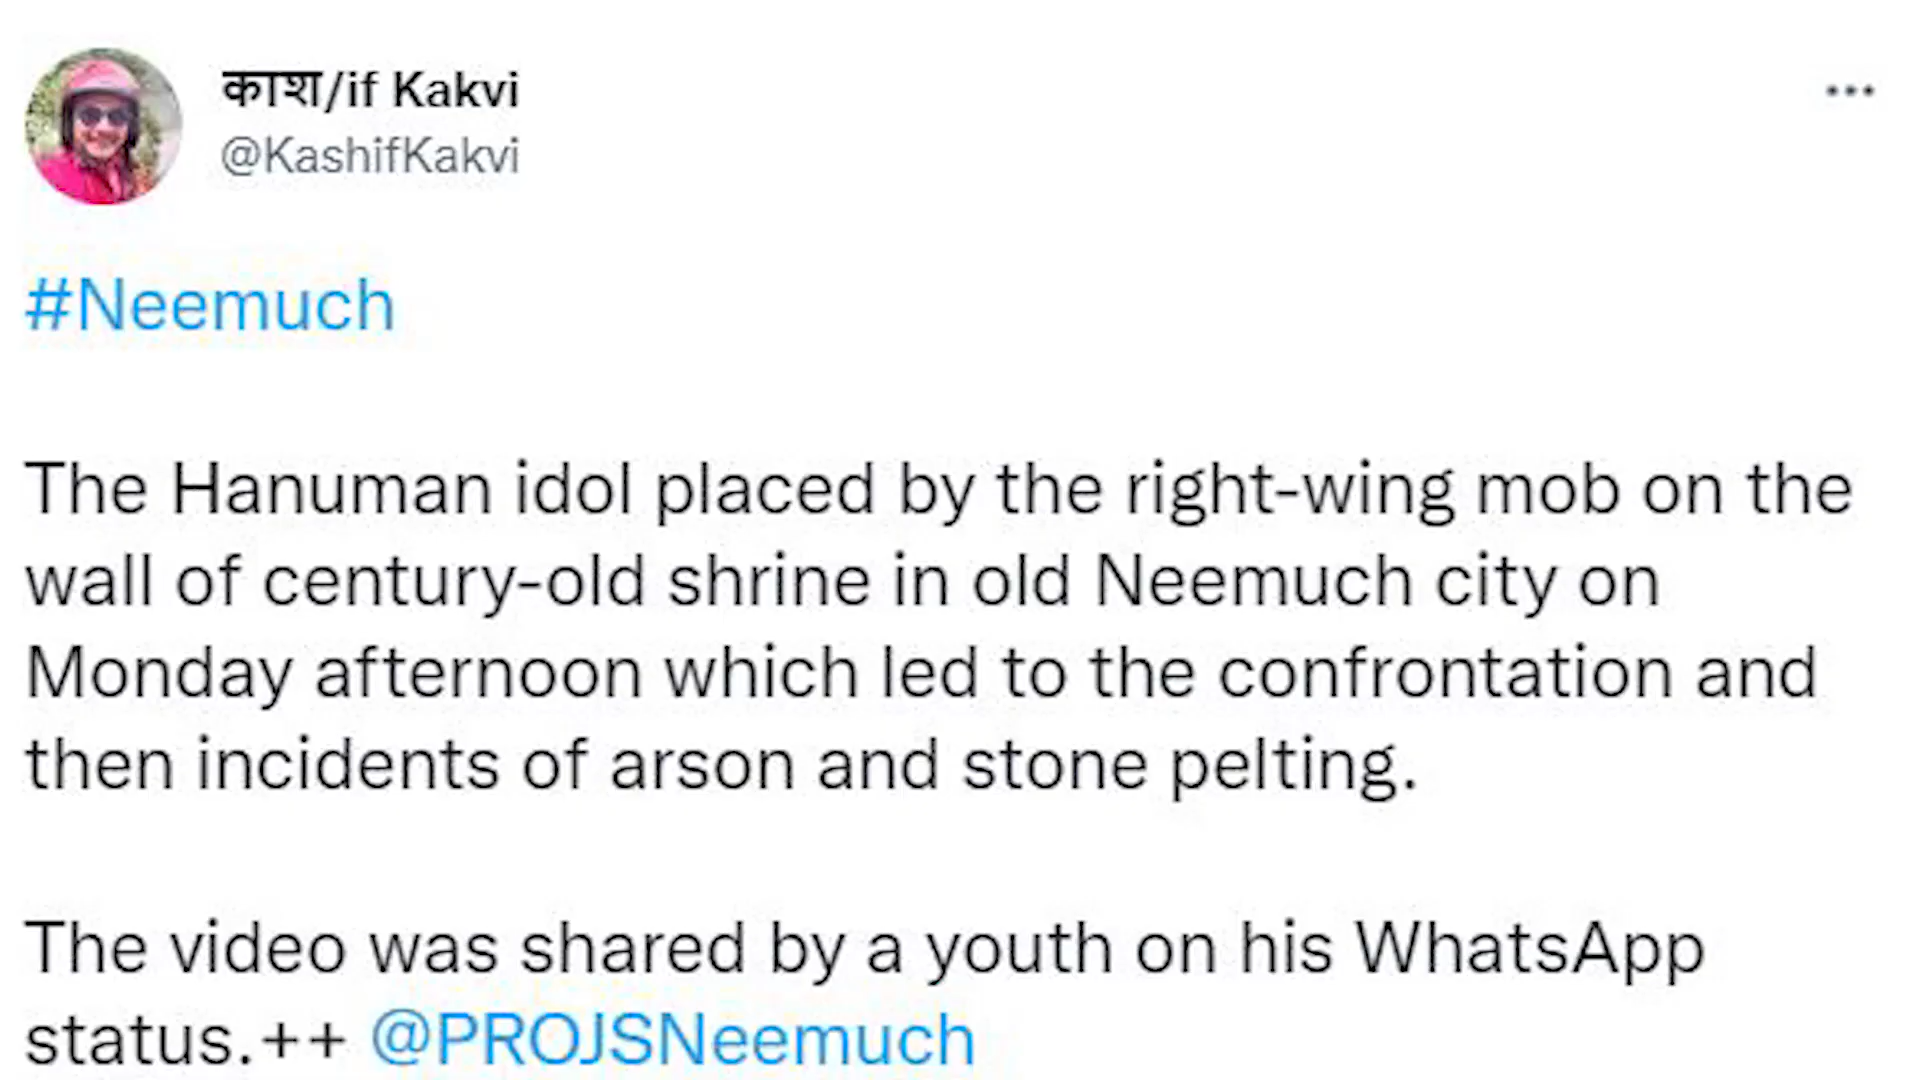 काश/if Kakvi
@KashifKakvi
#Neemuch
The Hanuman idol placed by the right-wing mob on the
wall of century-old shrine in old Neemuch city on
Monday afternoon which led to the confrontation and
then incidents of arson and stone pelting.
The video was shared by a youth on his WhatsApp
status.++ @PROJSNeemuch